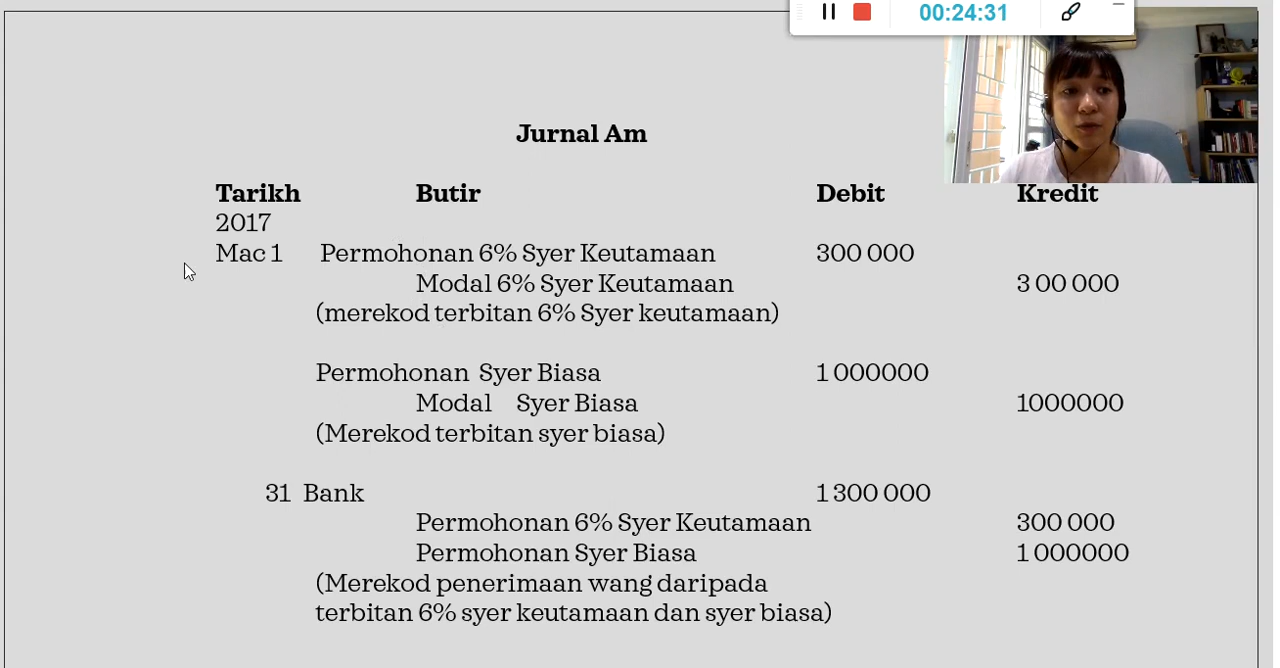 00:24:31
Jurnal Am
Tarikh Butir Debit Kredit
2017
Mac 1 Permohonan 6% Syer Keutamaan 300 000
Modal 6% Syer Keutamaan 3 00 000
(merekod terbitan 6% Syer keutamaan)
Permohonan Syer Biasa 1 000000
Modal Syer Biasa 1000000
(Merekod terbitan syer biasa)
31 Bank 1 300 000
Permohonan 6% Syer Keutamaan 300 000
Permohonan Syer Biasa 1 000000
(Merekod penerimaan wang daripada
terbitan 6% syer keutamaan dan syer biasa)